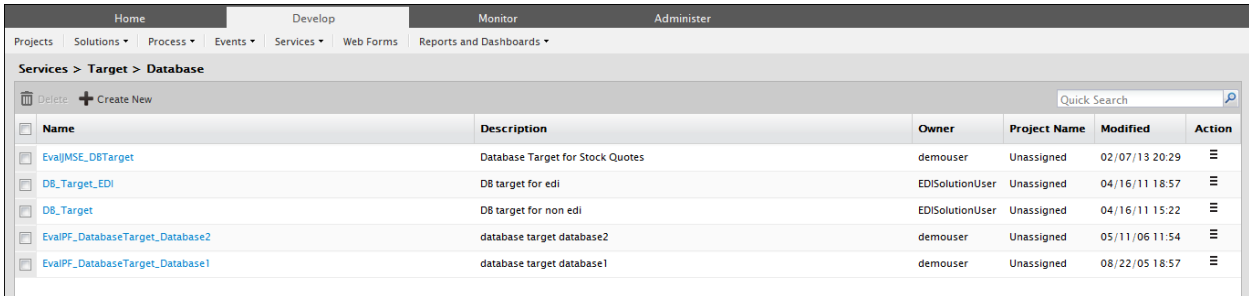 Home Develop Monitor Administer
Projects Solutions Process Events Services Web Forms Reports and Dashboards
Services > Target > Database
Delete Create New Quick Search
Name Description Owner Project Name Modified Action
EvalJMSE_DBTarget Database Target for Stock Quotes demouser Unassigned 02/07/13 20:29
DB_Target_EDI DB target for edi EDISolutionUser Unassigned 04/16/11 18:57
DB_Target DB target for non edi EDISolutionUser Unassigned 04/16/11 15:22
EvalPF_DatabaseTarget_Database2 database target database2 demouser Unassigned 05/11/06 11:54
EvalPF_DatabaseTarget_Database1 database target database1 demouser Unassigned 08/22/05 18:57